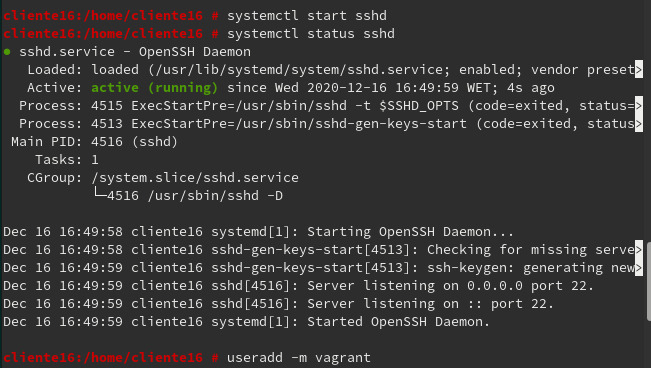 cliente16:/home/cliente16 # systemctl start sshd
cliente16:/home/cliente16 # systemctl status sshd
● sshd.service - OpenSSH Daemon
   Loaded: loaded (/usr/lib/systemd/system/sshd.service; enabled; vendor preset>
   Active: active (running) since Wed 2020-12-16 16:49:59 WET; 4s ago
  Process: 4515 ExecStartPre=/usr/sbin/sshd -t $SSHD_OPTS (code=exited, status=>
  Process: 4513 ExecStartPre=/usr/sbin/sshd-gen-keys-start (code=exited, status>
 Main PID: 4516 (sshd)
    Tasks: 1
   CGroup: /system.slice/sshd.service
           └─4516 /usr/sbin/sshd -D
Dec 16 16:49:58 cliente16 systemd[1]: Starting OpenSSH Daemon...
Dec 16 16:49:58 cliente16 sshd-gen-keys-start[4513]: Checking for missing serve>
Dec 16 16:49:59 cliente16 sshd-gen-keys-start[4513]: ssh-keygen: generating new>
Dec 16 16:49:59 cliente16 sshd[4516]: Server listening on 0.0.0.0 port 22.
Dec 16 16:49:59 cliente16 sshd[4516]: Server listening on :: port 22.
Dec 16 16:49:59 cliente16 systemd[1]: Started OpenSSH Daemon.
cliente16:/home/cliente16 # useradd -m vagrant